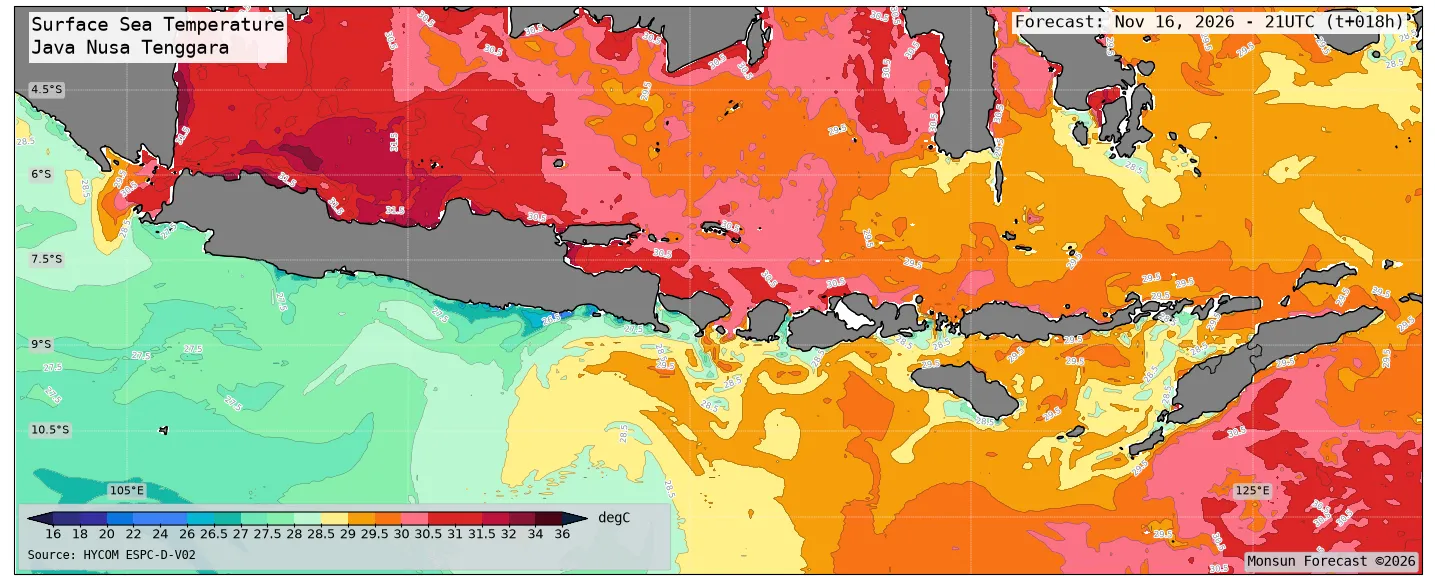 Surface Sea Temperature
Java Nusa Tenggara
Forecast: Nov 16, 2026 - 21UTC (t+018h)
4.5°S
6°S
7.5°S
9°S
10.5°S
105°E
125°E
16 18 20 22 24 26 26.5 27 27.5 28 28.5 29 29.5 30 30.5 31 31.5 32 34 36
degC
Source: HYCOM ESPC-D-V02
Monsun Forecast ©2026